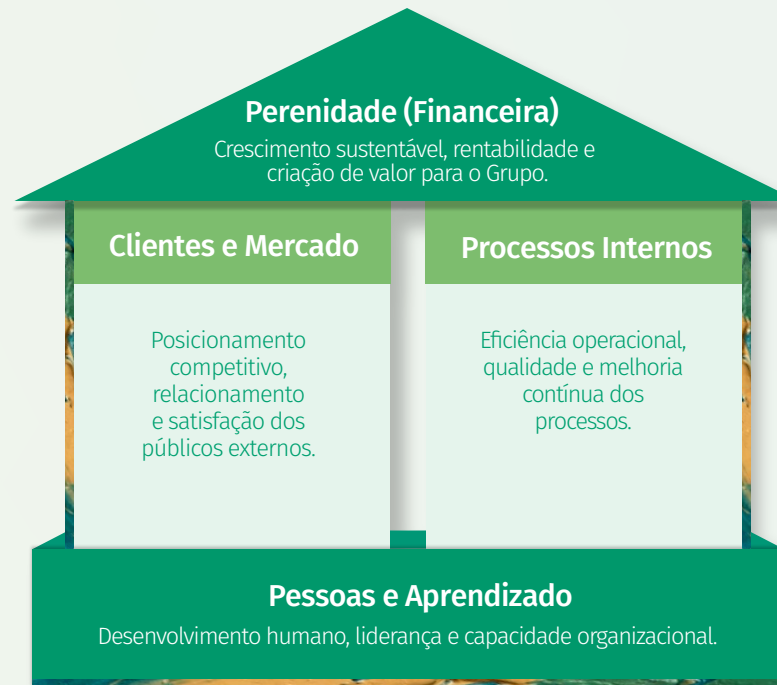 Perenidade (Financeira)
Crescimento sustentável, rentabilidade e
criação de valor para o Grupo.
Clientes e Mercado
Posicionamento
competitivo,
relacionamento
e satisfação dos
públicos externos.
Processos Internos
Eficiência operacional,
qualidade e melhoria
contínua dos
processos.
Pessoas e Aprendizado
Desenvolvimento humano, liderança e capacidade organizacional.